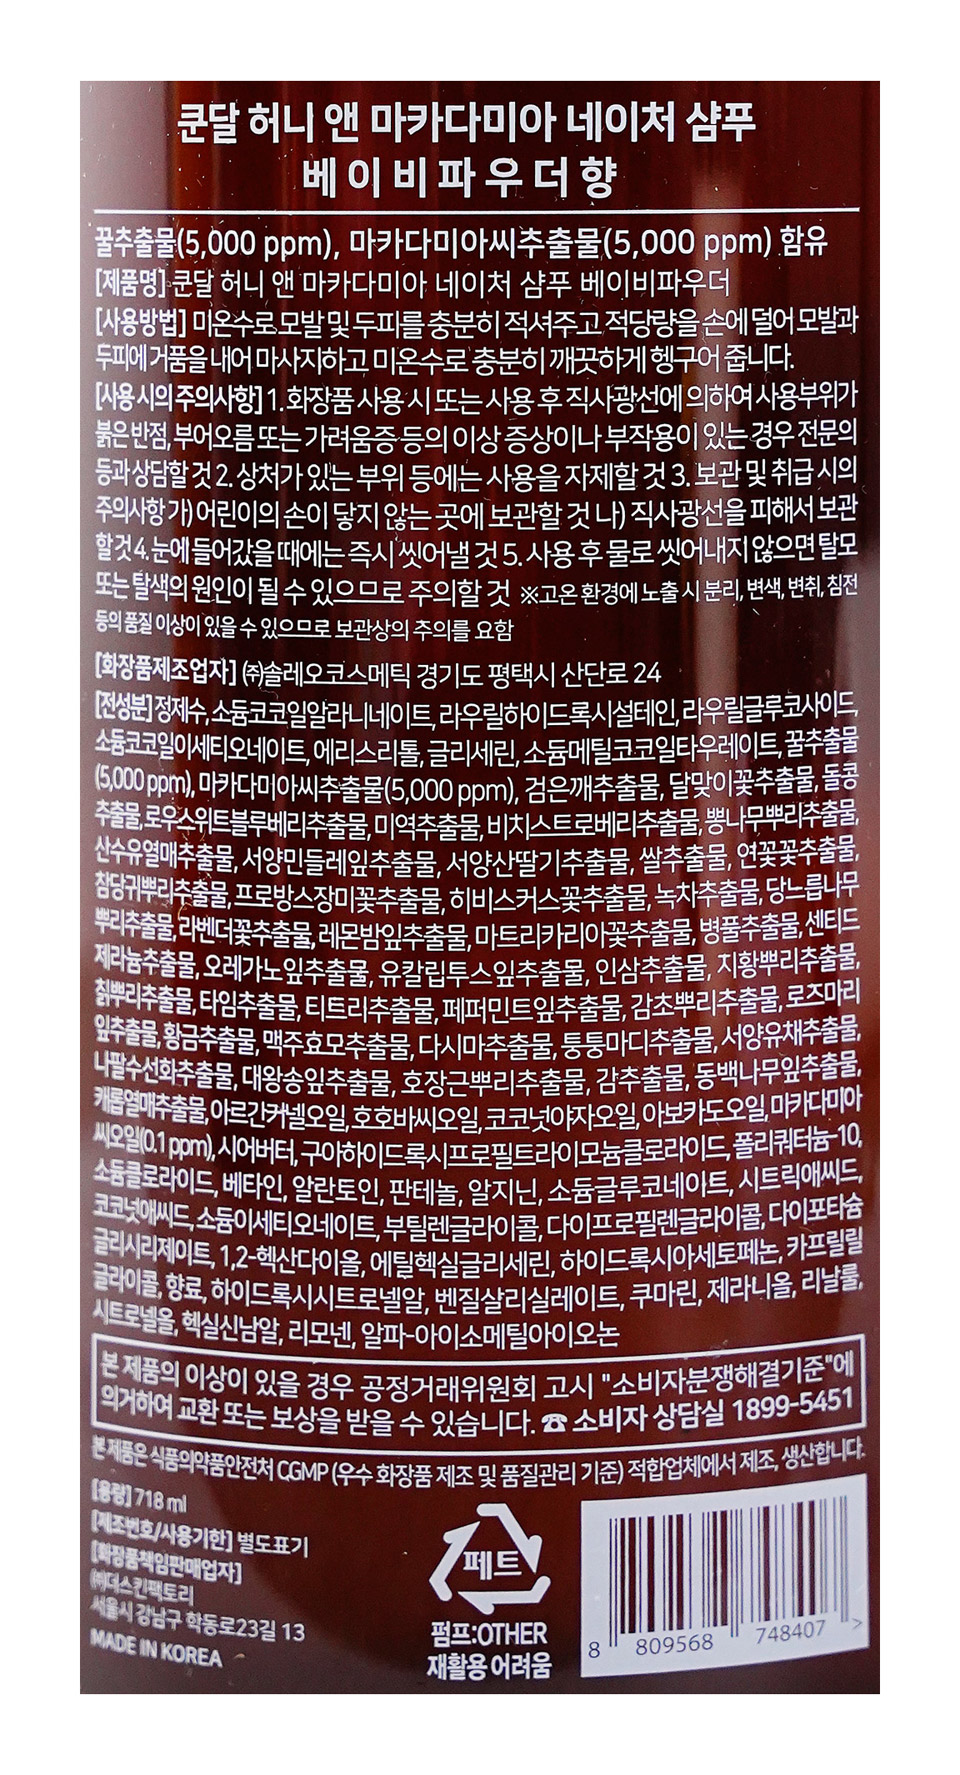 쿤달 허니 앤 마카다미아 네이처 샴푸
베이비파우더향
꿀추출물(5,000 ppm), 마카다미아씨추출물(5,000 ppm) 함유
[제품명] 쿤달 허니 앤 마카다미아 네이처 샴푸 베이비파우더
[사용방법] 미온수로 모발 및 두피를 충분히 적셔주고 적당량을 손에 덜어 모발과
두피에 거품을 내어 마사지하고 미온수로 충분히 깨끗하게 헹구어 줍니다.
[사용 시의 주의사항] 1. 화장품 사용 시 또는 사용 후 직사광선에 의하여 사용부위가
붉은 반점, 부어오름 또는 가려움증 등의 이상 증상이나 부작용이 있는 경우 전문의
등과 상담할 것 2. 상처가 있는 부위 등에는 사용을 자제할 것 3. 보관 및 취급 시의
주의사항 가) 어린이의 손이 닿지 않는 곳에 보관할 것 나) 직사광선을 피해서 보관
할 것 4. 눈에 들어갔을 때에는 즉시 씻어낼 것 5. 사용 후 물로 씻어내지 않으면 탈모
또는 탈색의 원인이 될 수 있으므로 주의할 것 ※고온 환경에 노출 시 분리, 변색, 변취, 침전
등의 품질 이상이 있을 수 있으므로 보관상의 주의를 요함
[화장품제조업자] ㈜솔레오코스메틱 경기도 평택시 산단로 24
[전성분] 정제수, 소듐코코일알라니네이트, 라우릴하이드록시설테인, 라우릴글루코사이드,
소듐코코일이세티오네이트, 에리스리톨, 글리세린, 소듐메틸코코일타우레이트, 꿀추출물
(5,000 ppm), 마카다미아씨추출물(5,000 ppm), 검은깨추출물, 달맞이꽃추출물, 돌콩
추출물, 로우스위트블루베리추출물, 미역추출물, 비치스트로베리추출물, 뽕나무뿌리추출물,
산수유열매추출물, 서양민들레잎추출물, 서양산딸기추출물, 쌀추출물, 연꽃꽃추출물,
참당귀뿌리추출물, 프로방스장미꽃추출물, 히비스커스꽃추출물, 녹차추출물, 당느릅나무
뿌리추출물, 라벤더꽃추출물, 레몬밤잎추출물, 마트리카리아꽃추출물, 병풀추출물, 센티드
제라늄추출물, 오레가노잎추출물, 유칼립투스잎추출물, 인삼추출물, 지황뿌리추출물,
칡뿌리추출물, 타임추출물, 티트리추출물, 페퍼민트잎추출물, 감초뿌리추출물, 로즈마리
잎추출물, 황금추출물, 맥주효모추출물, 다시마추출물, 퉁퉁마디추출물, 서양유채추출물,
나팔수선화추출물, 대왕송잎추출물, 호장근뿌리추출물, 감추출물, 동백나무잎추출물,
캐롭열매추출물, 아르간커넬오일, 호호바씨오일, 코코넛야자오일, 아보카도오일, 마카다미아
씨오일(0.1 ppm), 시어버터, 구아하이드록시프로필트라이모늄클로라이드, 폴리쿼터늄-10,
소듐클로라이드, 베타인, 알란토인, 판테놀, 알지닌, 소듐글루코네이트, 시트릭애씨드,
코코넛애씨드, 소듐이세티오네이트, 부틸렌글라이콜, 다이프로필렌글라이콜, 다이포타슘
글리시리제이트, 1,2-헥산다이올, 에틸헥실글리세린, 하이드록시아세토페논, 카프릴릴
글라이콜, 향료, 하이드록시시트로넬알, 벤질살리실레이트, 쿠마린, 제라니올, 리날룰,
시트로넬올, 헥실신남알, 리모넨, 알파-아이소메틸아이오논
본 제품의 이상이 있을 경우 공정거래위원회 고시 "소비자분쟁해결기준"에
의거하여 교환 또는 보상을 받을 수 있습니다. ☎ 소비자 상담실 1899-5451
본 제품은 식품의약품안전처 CGMP (우수 화장품 제조 및 품질관리 기준) 적합업체에서 제조, 생산합니다.
[용량] 718 ml
[제조번호/사용기한] 별도표기
[화장품책임판매업자]
㈜더스킨팩토리
서울시 강남구 학동로23길 13
MADE IN KOREA
페트
펌프:OTHER
재활용 어려움
8 809568 748407 >